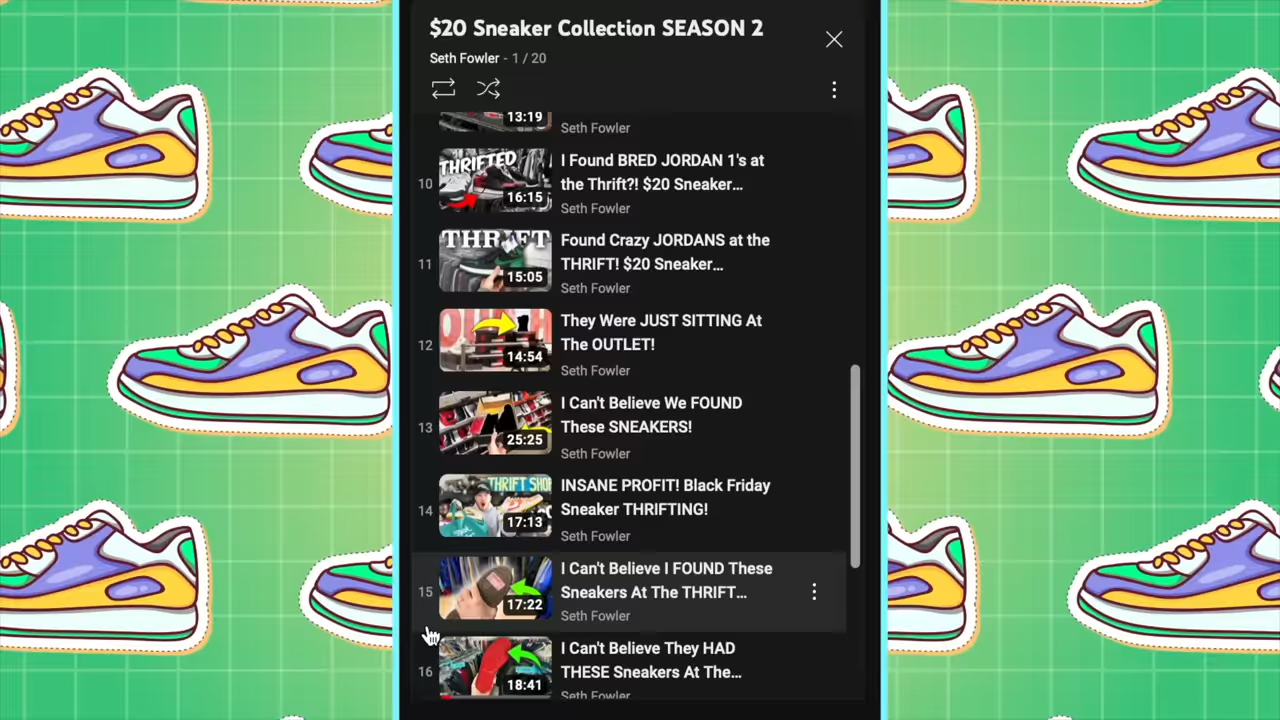 $20 Sneaker Collection SEASON 2
Seth Fowler - 1 / 20
13:19
Seth Fowler
10
THRIFTED
16:15
I Found BRED JORDAN 1's at
the Thrift?! $20 Sneaker...
Seth Fowler
11
THRIFT
15:05
Found Crazy JORDANS at the
THRIFT! $20 Sneaker...
Seth Fowler
12
14:54
They Were JUST SITTING At
The OUTLET!
Seth Fowler
13
25:25
I Can't Believe We FOUND
These SNEAKERS!
Seth Fowler
14
THRIFT SHO
17:13
INSANE PROFIT! Black Friday
Sneaker THRIFTING!
Seth Fowler
15
17:22
I Can't Believe I FOUND These
Sneakers At The THRIFT...
Seth Fowler
16
18:41
I Can't Believe They HAD
THESE Sneakers At The...
Seth Fowler